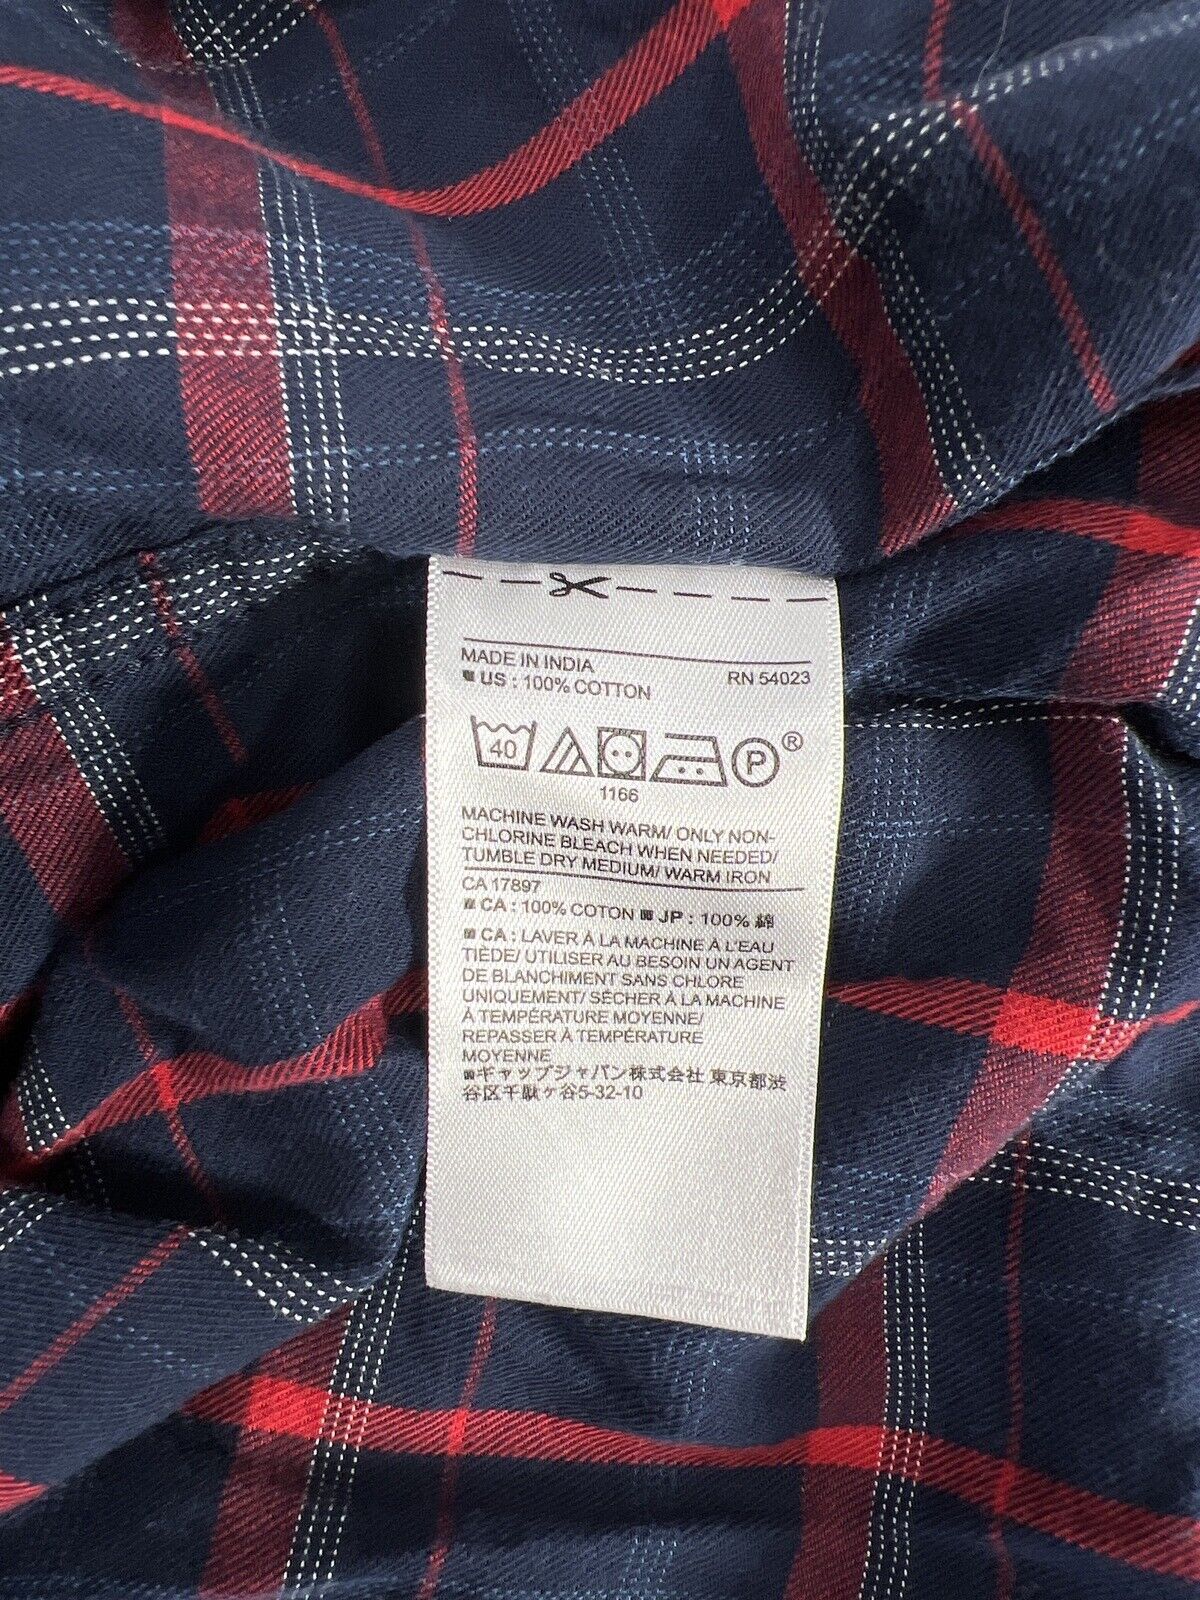 MADE IN INDIA RN 54023
US : 100% COTTON
40 P ®
1166
MACHINE WASH WARM/ ONLY NON-
CHLORINE BLEACH WHEN NEEDED/
TUMBLE DRY MEDIUM/ WARM IRON
CA 17897
CA : 100% COTON JP : 100% 綿
CA : LAVER À LA MACHINE À L'EAU
TIÈDE/ UTILISER AU BESOIN UN AGENT
DE BLANCHIMENT SANS CHLORE
UNIQUEMENT/ SÉCHER À LA MACHINE
À TEMPÉRATURE MOYENNE/
REPASSER À TEMPÉRATURE
MOYENNE
ギャップジャパン株式会社 東京都渋
谷区千駄ヶ谷5-32-10